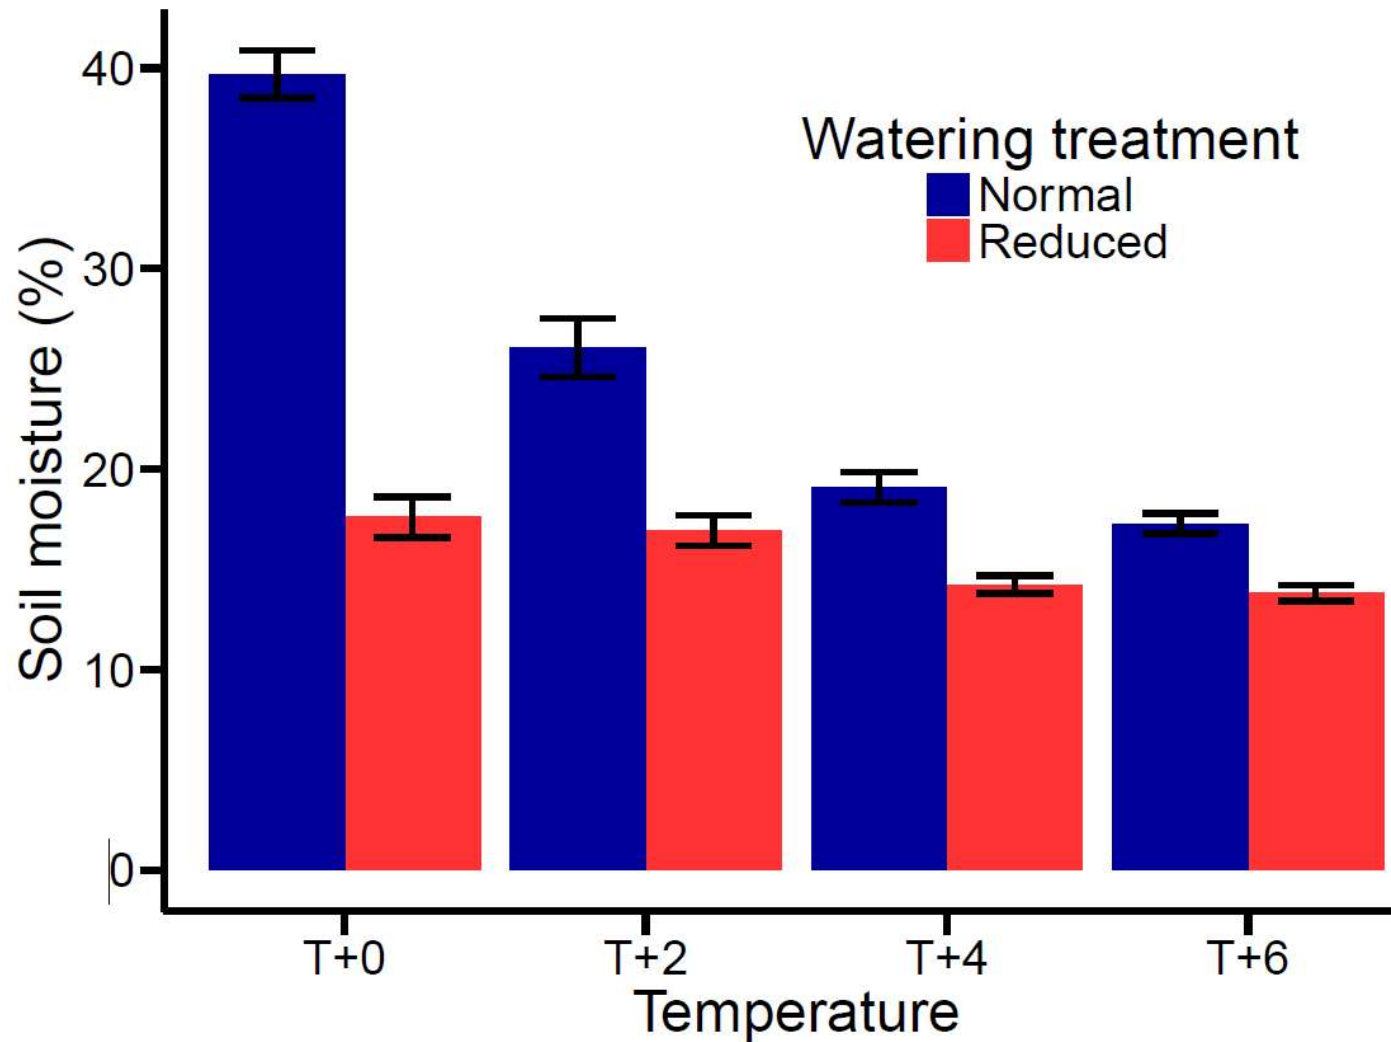 Soil moisture (%)
40
30
20
10
0
Watering treatment
Normal
Reduced
T+0 T+2 T+4 T+6
Temperature